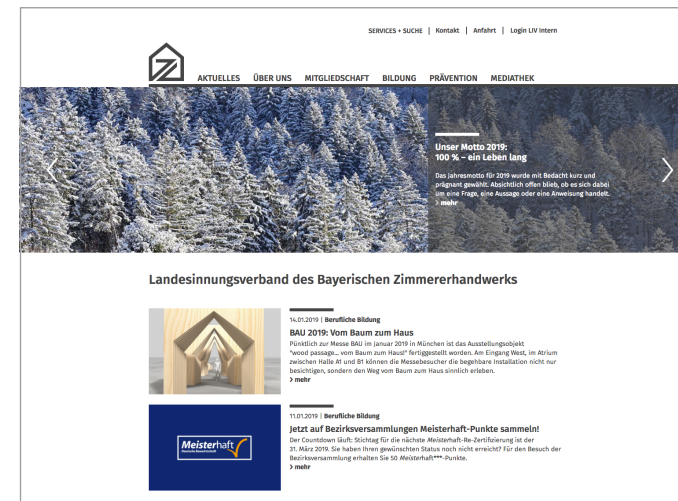 SERVICES + SUCHE | Kontakt | Anfahrt | Login LIV Intern
AKTUELLES ÜBER UNS MITGLIEDSCHAFT BILDUNG PRÄVENTION MEDIATHEK
Unser Motto 2019:
100 % – ein Leben lang
Das Jahresmotto für 2019 wurde mit Bedacht kurz und
prägnant gewählt. Absichtlich offen blieb, ob es sich dabei
um eine Frage, eine Aussage oder eine Anweisung handelt.
> mehr
Landesinnungsverband des Bayerischen Zimmererhandwerks
14.01.2019 | Berufliche Bildung
BAU 2019: Vom Baum zum Haus
Pünktlich zur Messe BAU im Januar 2019 in München ist das Ausstellungsobjekt
"wood passage... vom Baum zum Haus!" fertiggestellt worden. Am Eingang West, im Atrium
zwischen Halle A1 und B1 können die Messebesucher die begehbare Installation nicht nur
besichtigen, sondern den Weg vom Baum zum Haus sinnlich erleben.
> mehr
Meisterhaft
11.01.2019 | Berufliche Bildung
Jetzt auf Bezirksversammlungen Meisterhaft-Punkte sammeln!
Der Countdown läuft: Stichtag für die nächste Meisterhaft-Re-Zertifizierung ist der
31. März 2019. Sie haben Ihren gewünschten Status noch nicht erreicht? Für den Besuch der
Bezirksversammlung erhalten Sie 50 Meisterhaft***-Punkte.
> mehr